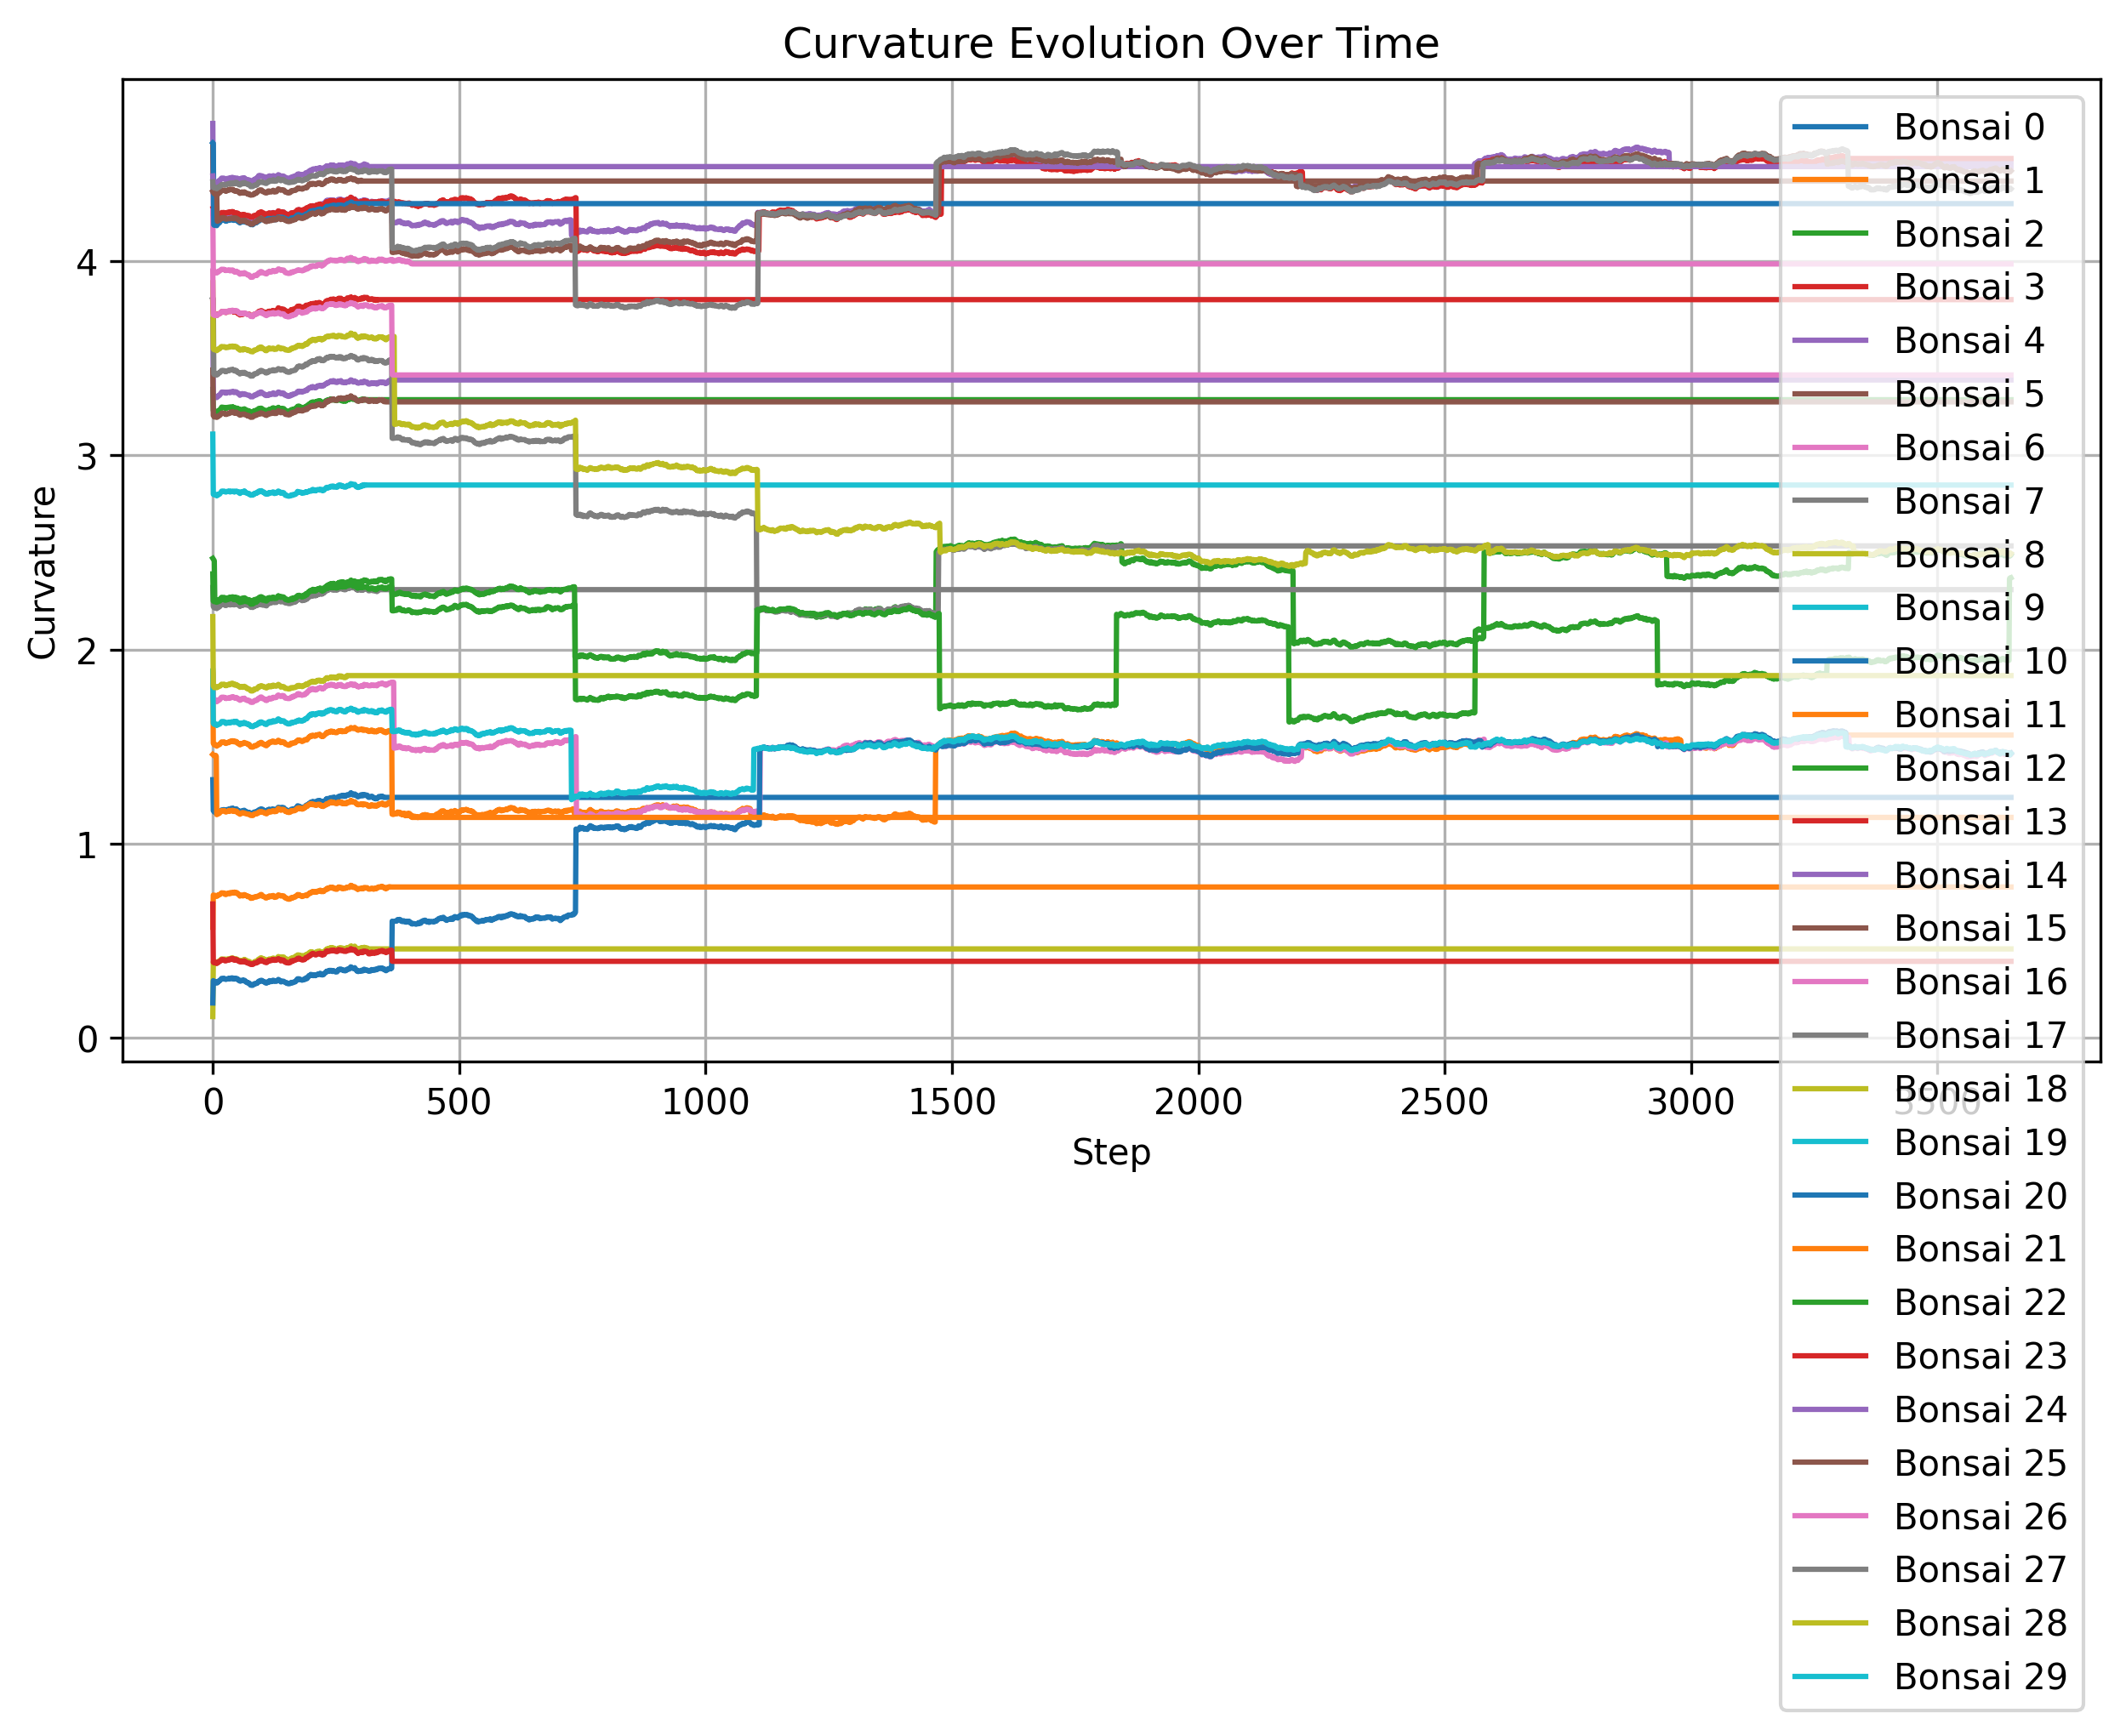 Curvature Evolution Over Time
Curvature
4
3
2
1
0
0
500
1000
1500
2000
2500
3000
3500
Step
Bonsai 0
Bonsai 1
Bonsai 2
Bonsai 3
Bonsai 4
Bonsai 5
Bonsai 6
Bonsai 7
Bonsai 8
Bonsai 9
Bonsai 10
Bonsai 11
Bonsai 12
Bonsai 13
Bonsai 14
Bonsai 15
Bonsai 16
Bonsai 17
Bonsai 18
Bonsai 19
Bonsai 20
Bonsai 21
Bonsai 22
Bonsai 23
Bonsai 24
Bonsai 25
Bonsai 26
Bonsai 27
Bonsai 28
Bonsai 29